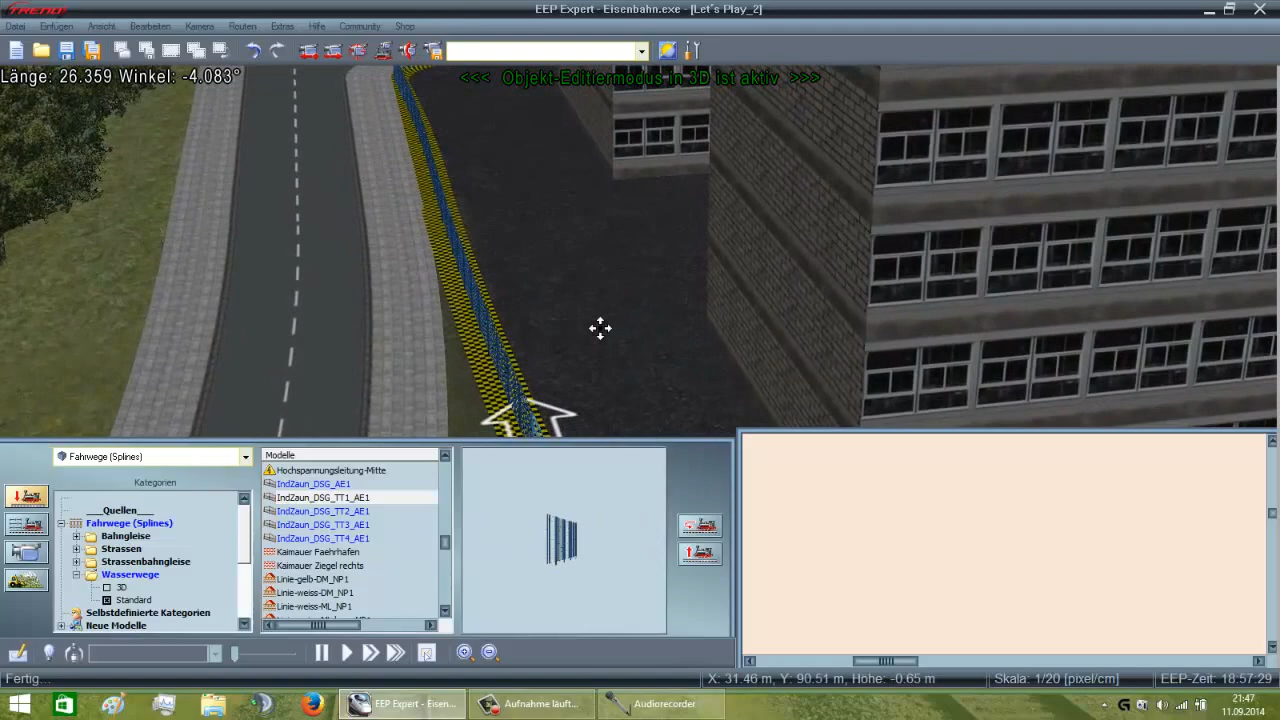 TREND
EEP Expert - Eisenbahn.exe - [Let´s Play_2]
Datei Einfügen Ansicht Bearbeiten Kamera Routen Extras Hilfe Community Shop
Länge: 26.359 Winkel: -4.083°
<<< Objekt-Editiermodus in 3D ist aktiv >>>
Fahrwege (Splines)
Kategorien
___Quellen___
Fahrwege (Splines)
Bahngleise
Strassen
Strassenbahngleise
Wasserwege
3D
Standard
Selbstdefinierte Kategorien
Neue Modelle
Modelle
Hochspannungsleitung-Mitte
IndZaun_DSG_AE1
IndZaun_DSG_TT1_AE1
IndZaun_DSG_TT2_AE1
IndZaun_DSG_TT3_AE1
IndZaun_DSG_TT4_AE1
Kaimauer Faehrhafen
Kaimauer Ziegel rechts
Linie-gelb-DM_NP1
Linie-weiss-DM_NP1
Linie-weiss-ML_NP1
Fertig...
X: 31.46 m, Y: 90.51 m, Höhe: -0.65 m
Skala: 1/20 [pixel/cm]
EEP-Zeit: 18:57:29
EEP Expert - Eisen...
Aufnahme läuft...
Audiorecorder
21:47
11.09.2014